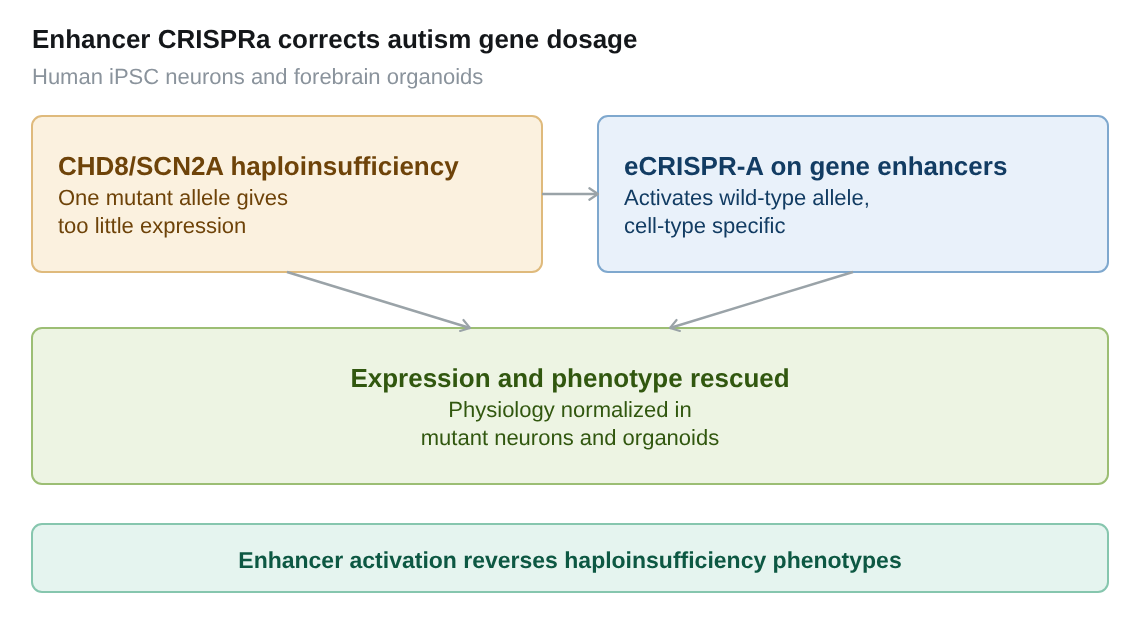 Enhancer CRISPRa corrects autism gene dosage
Human iPSC neurons and forebrain organoids
CHD8/SCN2A haploinsufficiency
One mutant allele gives
too little expression
eCRISPR-A on gene enhancers
Activates wild-type allele,
cell-type specific
Expression and phenotype rescued
Physiology normalized in
mutant neurons and organoids
Enhancer activation reverses haploinsufficiency phenotypes